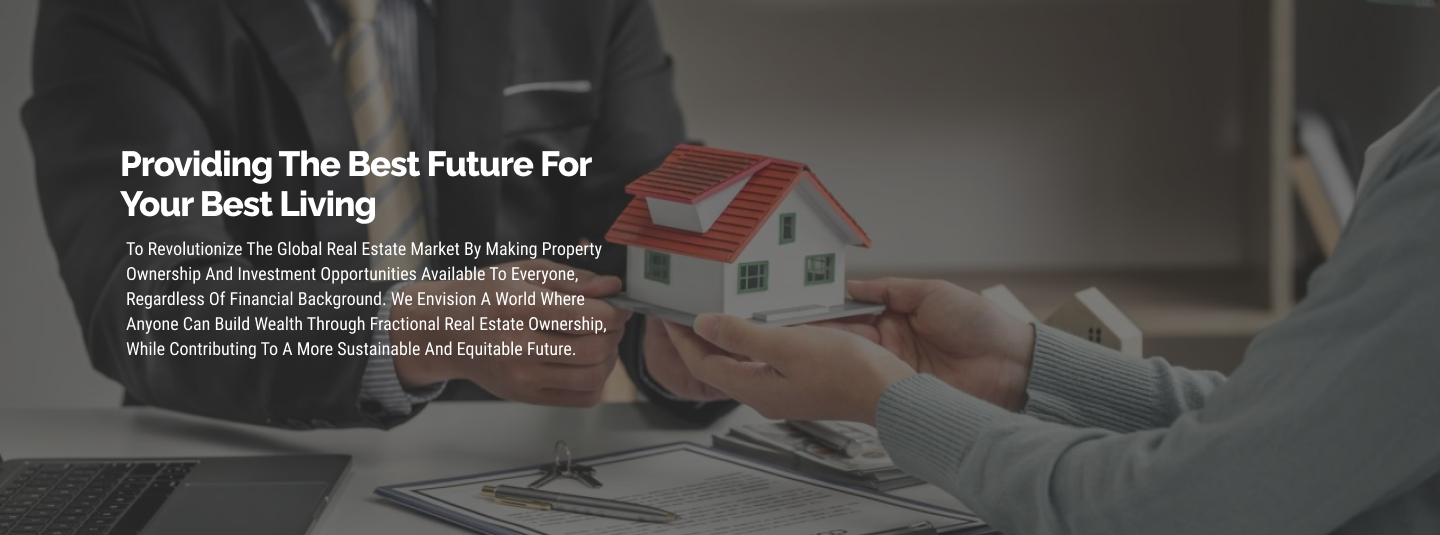 Providing The Best Future For
Your Best Living
To Revolutionize The Global Real Estate Market By Making Property
Ownership And Investment Opportunities Available To Everyone,
Regardless Of Financial Background. We Envision A World Where
Anyone Can Build Wealth Through Fractional Real Estate Ownership,
While Contributing To A More Sustainable And Equitable Future.